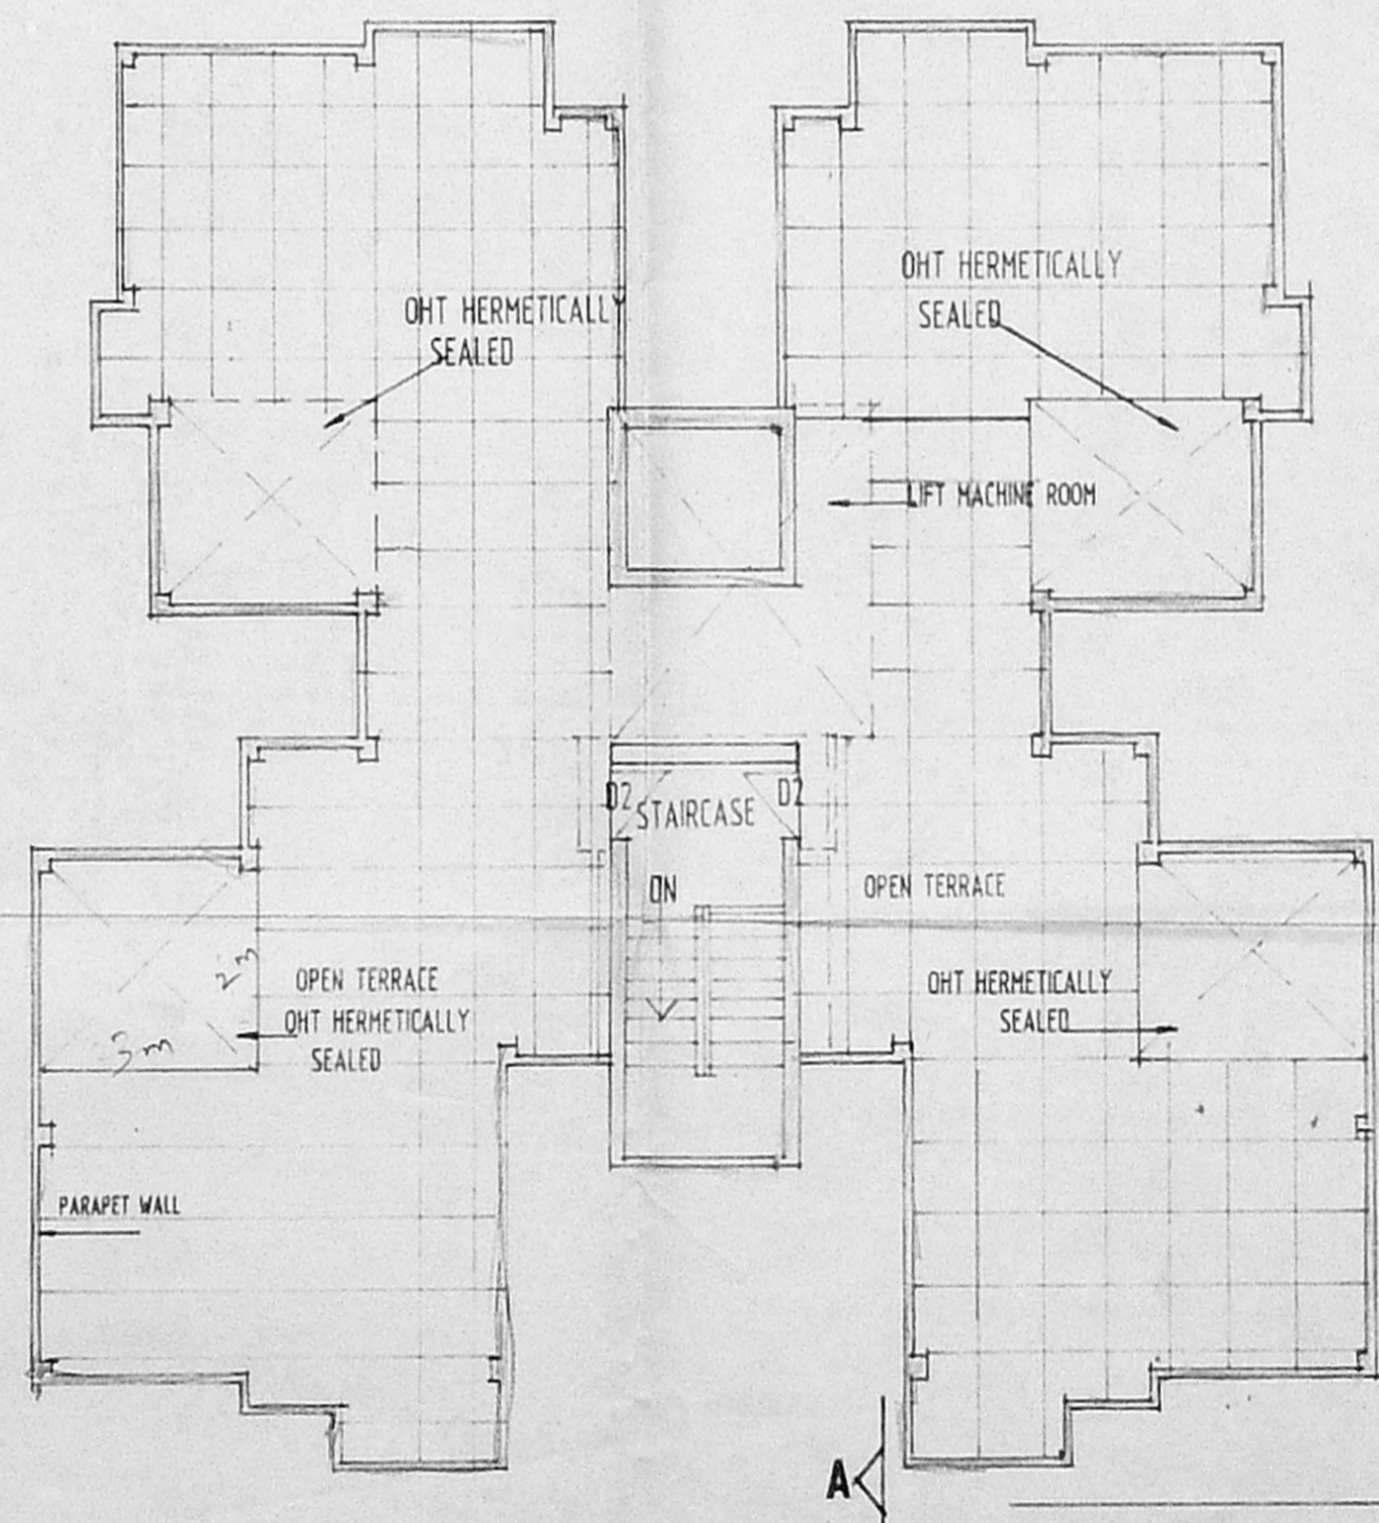 OHT HERMETICALLY
SEALED
OHT HERMETICALLY
SEALED
LIFT MACHINE ROOM
D2
D2
STAIRCASE
DN
OPEN TERRACE
2m
3m
OPEN TERRACE
OHT HERMETICALLY
SEALED
OHT HERMETICALLY
SEALED
PARAPET WALL
A